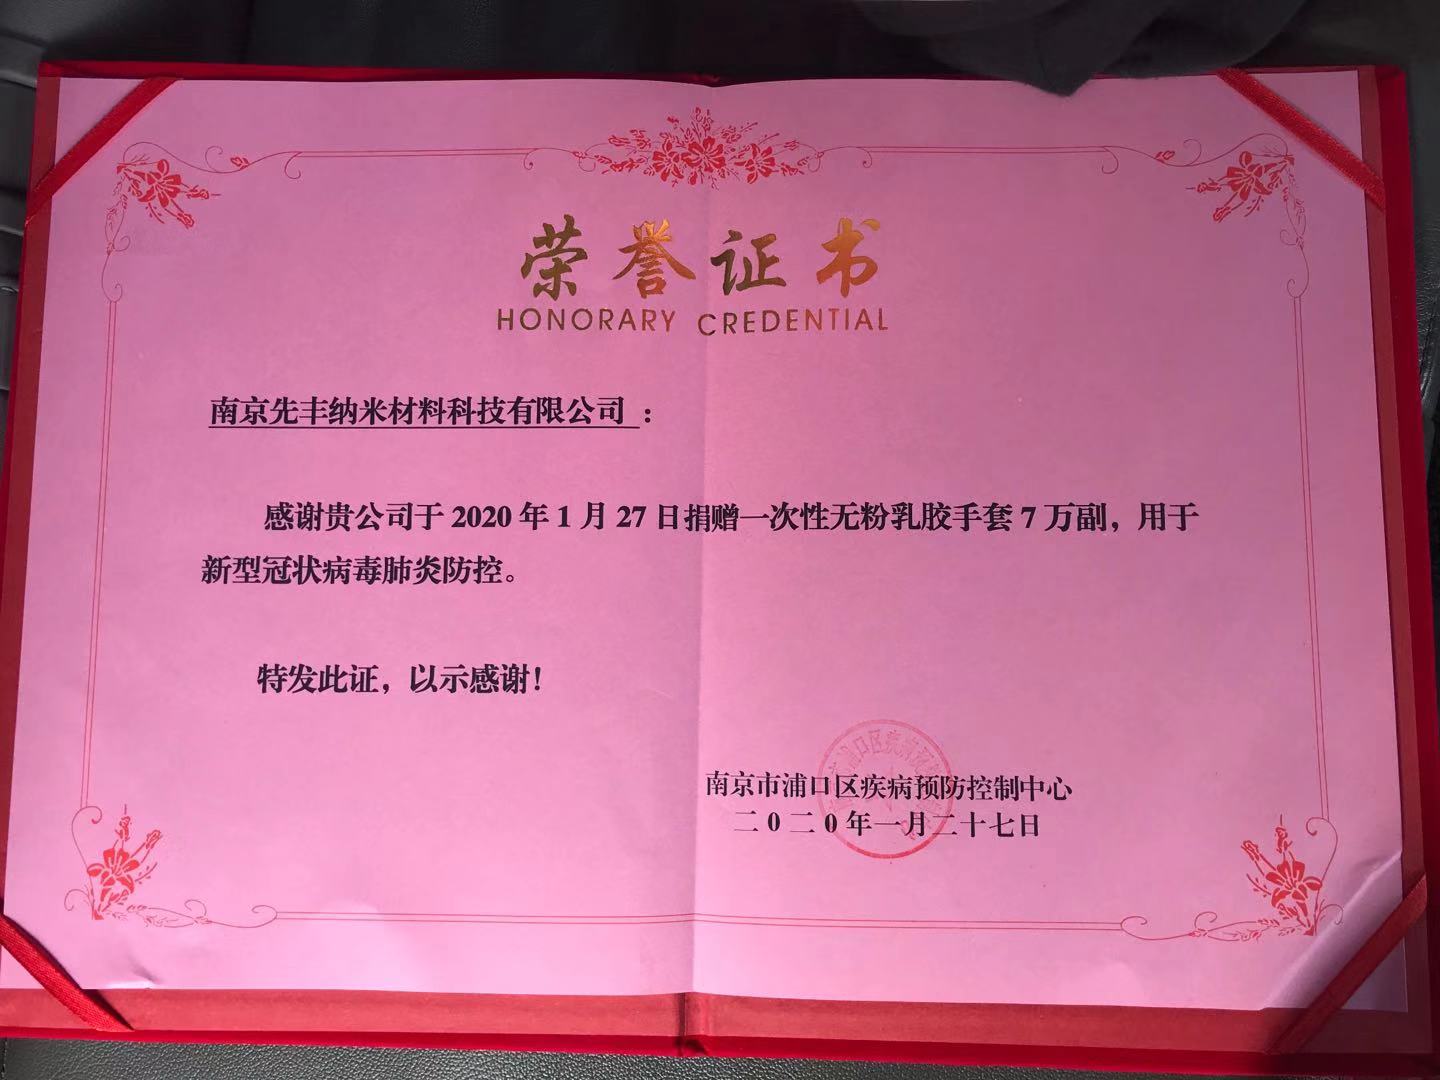 荣誉证书
HONORARY CREDENTIAL
南京先丰纳米材料科技有限公司：
感谢贵公司于2020年1月27日捐赠一次性无粉乳胶手套7万副，用于
新型冠状病毒肺炎防控。
特发此证，以示感谢！
南京市浦口区疾病预防控制中心
二0二0年一月二十七日